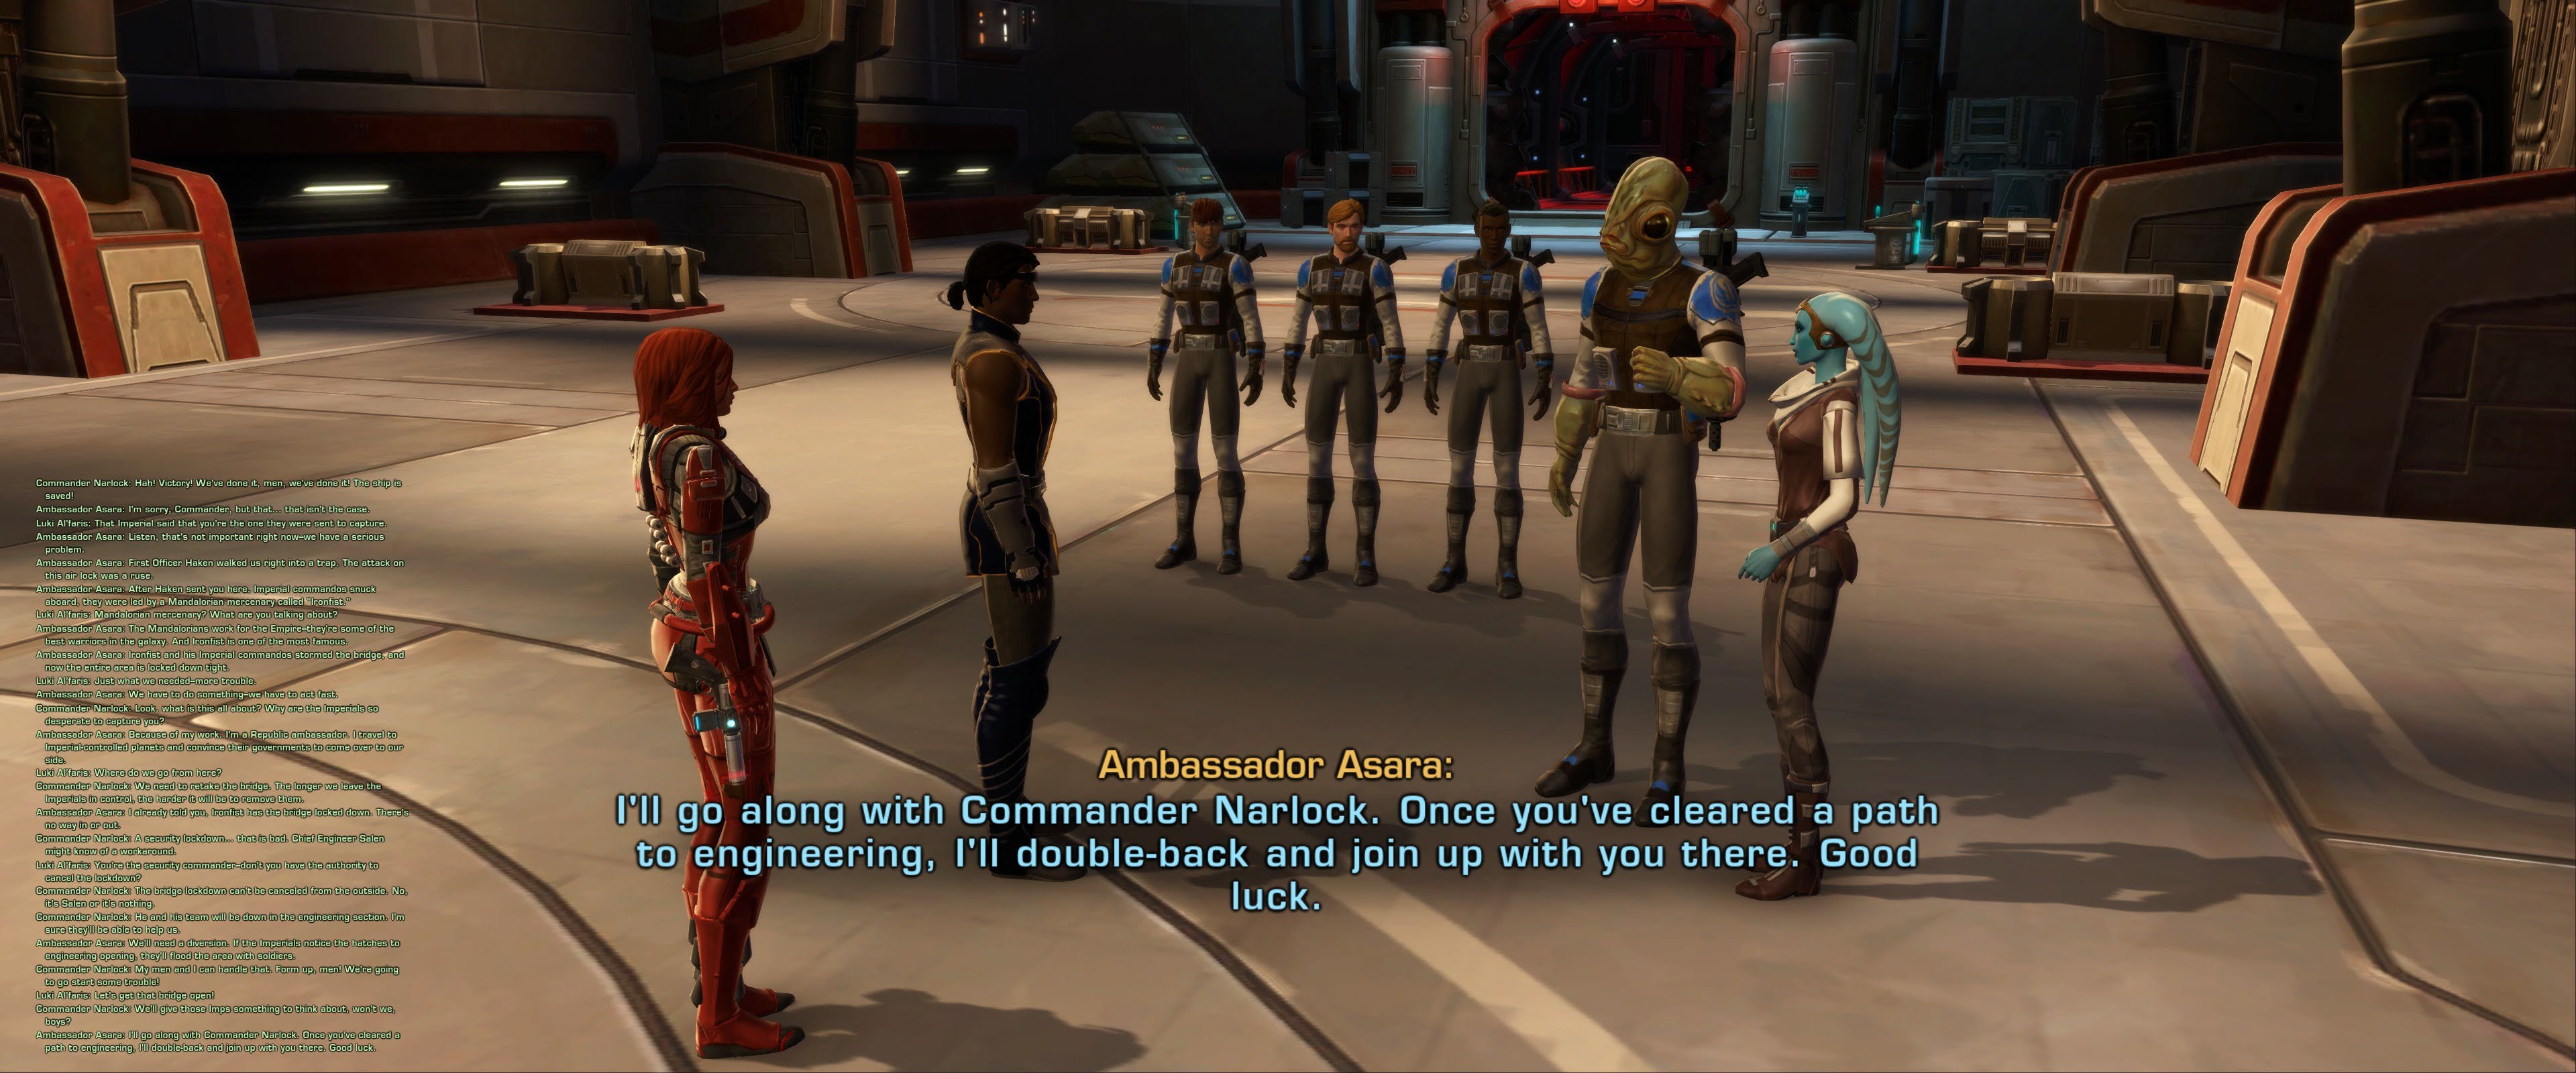 Commander Narlock: Hah! Victory! We've done it, men, we've done it! The ship is
saved!
Ambassador Asara: I'm sorry, Commander, but that... that isn't the case.
Luki Al'faris: That Imperial said that you're the one they were sent to capture.
Ambassador Asara: Listen, that's not important right now—we have a serious
problem.
Ambassador Asara: First Officer Haken walked us right into a trap. The attack on
this air lock was a ruse.
Ambassador Asara: After Haken sent you here, Imperial commandos snuck
aboard, they were led by a Mandalorian mercenary called "Ironfist."
Luki Al'faris: Mandalorian mercenary? What are you talking about?
Ambassador Asara: The Mandalorians work for the Empire—they're some of the
best warriors in the galaxy. And Ironfist is one of the most famous.
Ambassador Asara: Ironfist and his Imperial commandos stormed the bridge, and
now the entire area is locked down tight.
Luki Al'faris: Just what we needed—more trouble.
Ambassador Asara: We have to do something—we have to act fast.
Commander Narlock: Look, what is this all about? Why are the Imperials so
desperate to capture you?
Ambassador Asara: Because of my work. I'm a Republic ambassador. I travel to
Imperial-controlled planets and convince their governments to come over to our
side.
Luki Al'faris: Where do we go from here?
Commander Narlock: We need to retake the bridge. The longer we leave the
Imperials in control, the harder it will be to remove them.
Ambassador Asara: I already told you, Ironfist has the bridge locked down. There's
no way in or out.
Commander Narlock: A security lockdown... that is bad. Chief Engineer Salen
might know of a workaround.
Luki Al'faris: You're the security commander—don't you have the authority to
cancel the lockdown?
Commander Narlock: The bridge lockdown can't be canceled from the outside. No,
it's Salen or it's nothing.
Commander Narlock: He and his team will be down in the engineering section. I'm
sure they'll be able to help us.
Ambassador Asara: We'll need a diversion. If the Imperials notice the hatches to
engineering opening, they'll flood the area with soldiers.
Commander Narlock: My men and I can handle that. Form up, men! We're going
to go start some trouble!
Luki Al'faris: Let's get that bridge open!
Commander Narlock: We'll give those Imps something to think about, won't we,
boys?
Ambassador Asara: I'll go along with Commander Narlock. Once you've cleared a
path to engineering, I'll double-back and join up with you there. Good luck.
Ambassador Asara:
I'll go along with Commander Narlock. Once you've cleared a path
to engineering, I'll double-back and join up with you there. Good
luck.